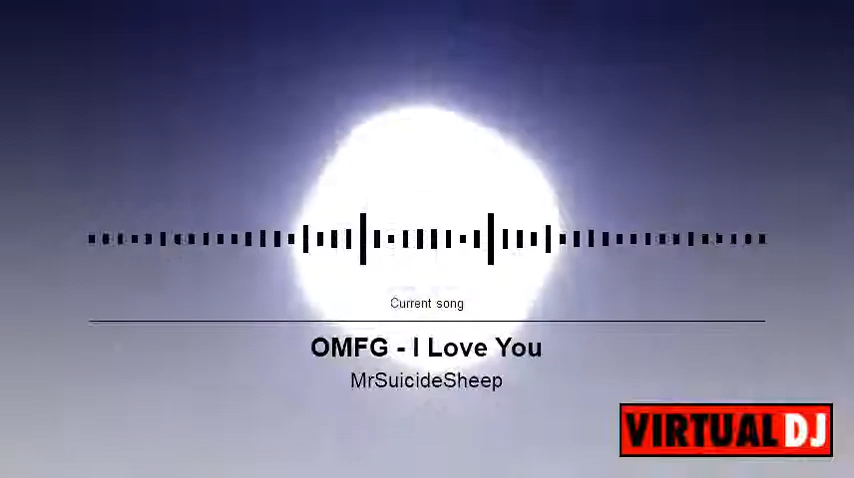 Current song
OMFG - I Love You
MrSuicideSheep
VIRTUAL DJ